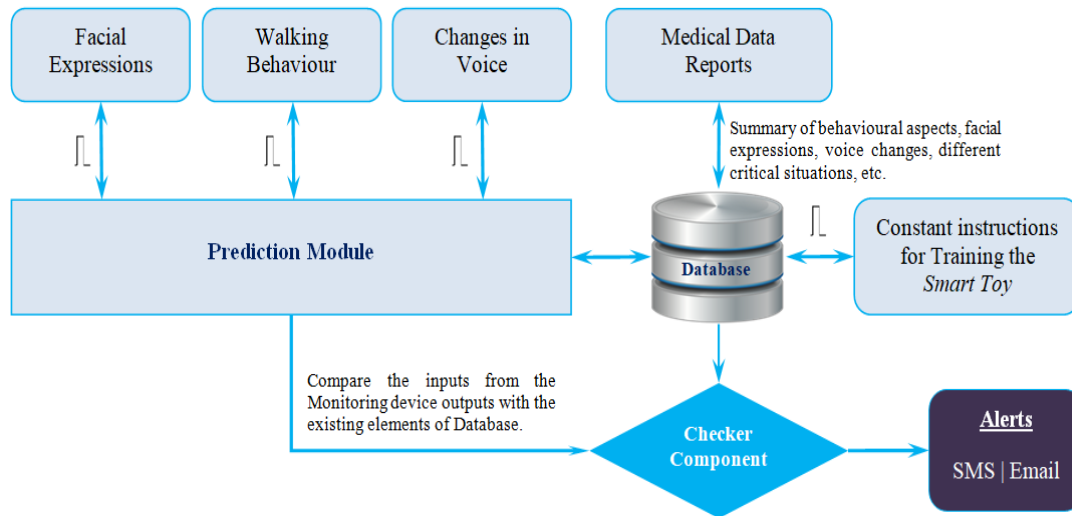 Facial
Expressions
Walking
Behaviour
Changes in
Voice
Medical Data
Reports
Summary of behavioural aspects, facial
expressions, voice changes, different
critical situations, etc.
Prediction Module
Database
Constant instructions
for Training the
Smart Toy
Compare the inputs from the
Monitoring device outputs with the
existing elements of Database.
Checker
Component
Alerts
SMS | Email